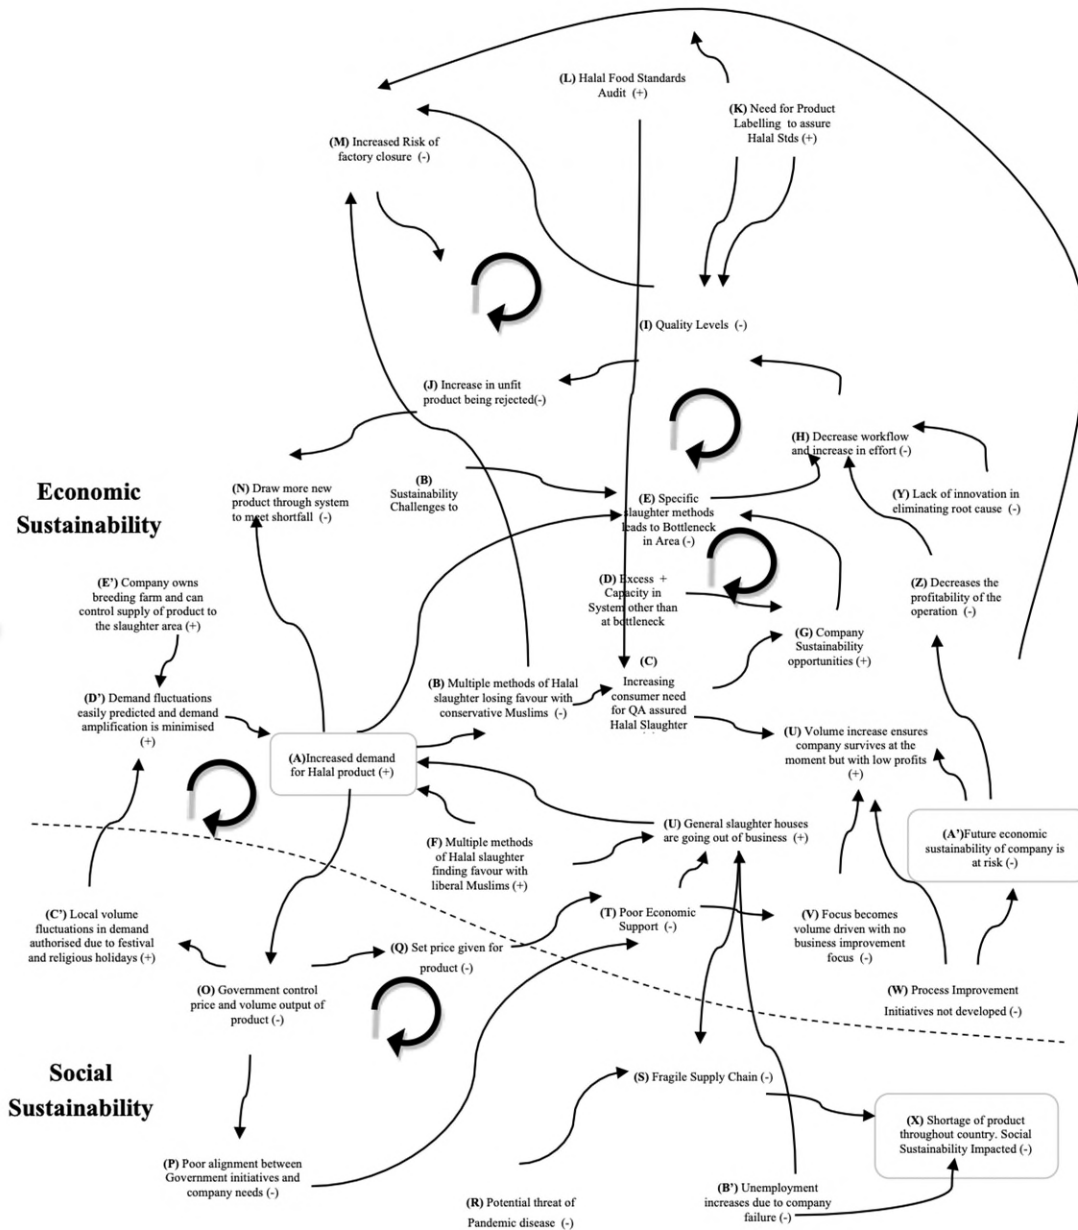 (L) Halal Food Standards
Audit (+)
(K) Need for Product
Labelling to assure
Halal Stds (+)
(M) Increased Risk of
factory closure (-)
(I) Quality Levels (-)
(J) Increase in unfit
product being rejected(-)
(H) Decrease workflow
and increase in effort (-)
Economic
Sustainability
(N) Draw more new
product through system
to meet shortfall (-)
(B)
Sustainability
Challenges to
(E) Specific
slaughter methods
leads to Bottleneck
in Area (-)
(Y) Lack of innovation in
eliminating root cause (-)
(E') Company owns
breeding farm and can
control supply of product to
the slaughter area (+)
(D) Excess +
Capacity in
System other than
at bottleneck
(Z) Decreases the
profitability of the
operation (-)
(G) Company
Sustainability
opportunities (+)
(D') Demand fluctuations
easily predicted and demand
amplification is minimised
(+)
(B) Multiple methods of Halal
slaughter losing favour with
conservative Muslims (-)
(C)
Increasing
consumer need
for QA assured
Halal Slaughter
(U) Volume increase ensures
company survives at the
moment but with low profits
(+)
(A)Increased demand
for Halal product (+)
(F) Multiple methods
of Halal slaughter
finding favour with
liberal Muslims (+)
(U) General slaughter houses
are going out of business (+)
(A')Future economic
sustainability of company is
at risk (-)
(C') Local volume
fluctuations in demand
authorised due to festival
and religious holidays (+)
(T) Poor Economic
Support (-)
(V) Focus becomes
volume driven with no
business improvement
focus (-)
(Q) Set price given for
product (-)
(O) Government control
price and volume output of
product (-)
(W) Process Improvement
Initiatives not developed (-)
Social
Sustainability
(S) Fragile Supply Chain (-)
(X) Shortage of product
throughout country. Social
Sustainability Impacted (-)
(P) Poor alignment between
Government initiatives and
company needs (-)
(R) Potential threat of
Pandemic disease (-)
(B') Unemployment
increases due to company
failure (-)